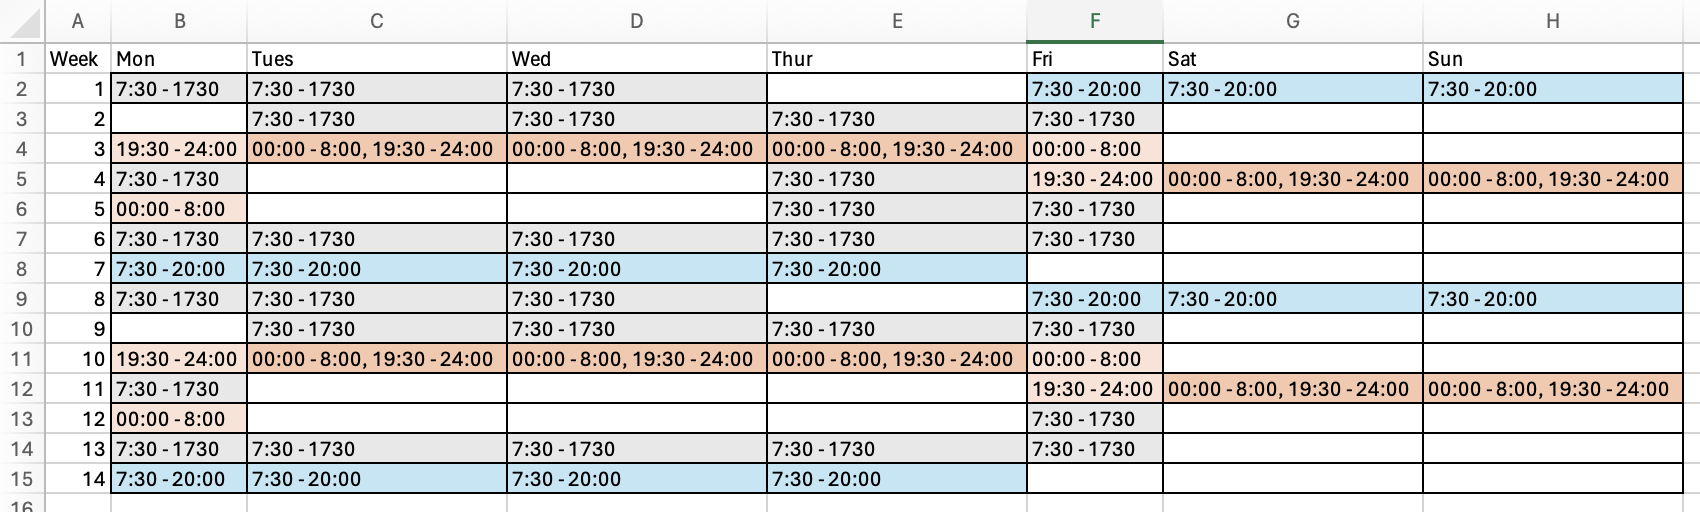 A B C D E F G H
1 Week Mon Tues Wed Thur Fri Sat Sun
2 1 7:30 - 1730 7:30 - 1730 7:30 - 1730 7:30 - 20:00 7:30 - 20:00 7:30 - 20:00
3 2 7:30 - 1730 7:30 - 1730 7:30 - 1730 7:30 - 1730
4 3 19:30 - 24:00 00:00 - 8:00, 19:30 - 24:00 00:00 - 8:00, 19:30 - 24:00 00:00 - 8:00, 19:30 - 24:00 00:00 - 8:00
5 4 7:30 - 1730 7:30 - 1730 19:30 - 24:00 00:00 - 8:00, 19:30 - 24:00 00:00 - 8:00, 19:30 - 24:00
6 5 00:00 - 8:00 7:30 - 1730 7:30 - 1730
7 6 7:30 - 1730 7:30 - 1730 7:30 - 1730 7:30 - 1730 7:30 - 1730
8 7 7:30 - 20:00 7:30 - 20:00 7:30 - 20:00 7:30 - 20:00
9 8 7:30 - 1730 7:30 - 1730 7:30 - 1730 7:30 - 20:00 7:30 - 20:00 7:30 - 20:00
10 9 7:30 - 1730 7:30 - 1730 7:30 - 1730 7:30 - 1730
11 10 19:30 - 24:00 00:00 - 8:00, 19:30 - 24:00 00:00 - 8:00, 19:30 - 24:00 00:00 - 8:00, 19:30 - 24:00 00:00 - 8:00
12 11 7:30 - 1730 19:30 - 24:00 00:00 - 8:00, 19:30 - 24:00 00:00 - 8:00, 19:30 - 24:00
13 12 00:00 - 8:00 7:30 - 1730
14 13 7:30 - 1730 7:30 - 1730 7:30 - 1730 7:30 - 1730 7:30 - 1730
15 14 7:30 - 20:00 7:30 - 20:00 7:30 - 20:00 7:30 - 20:00
16